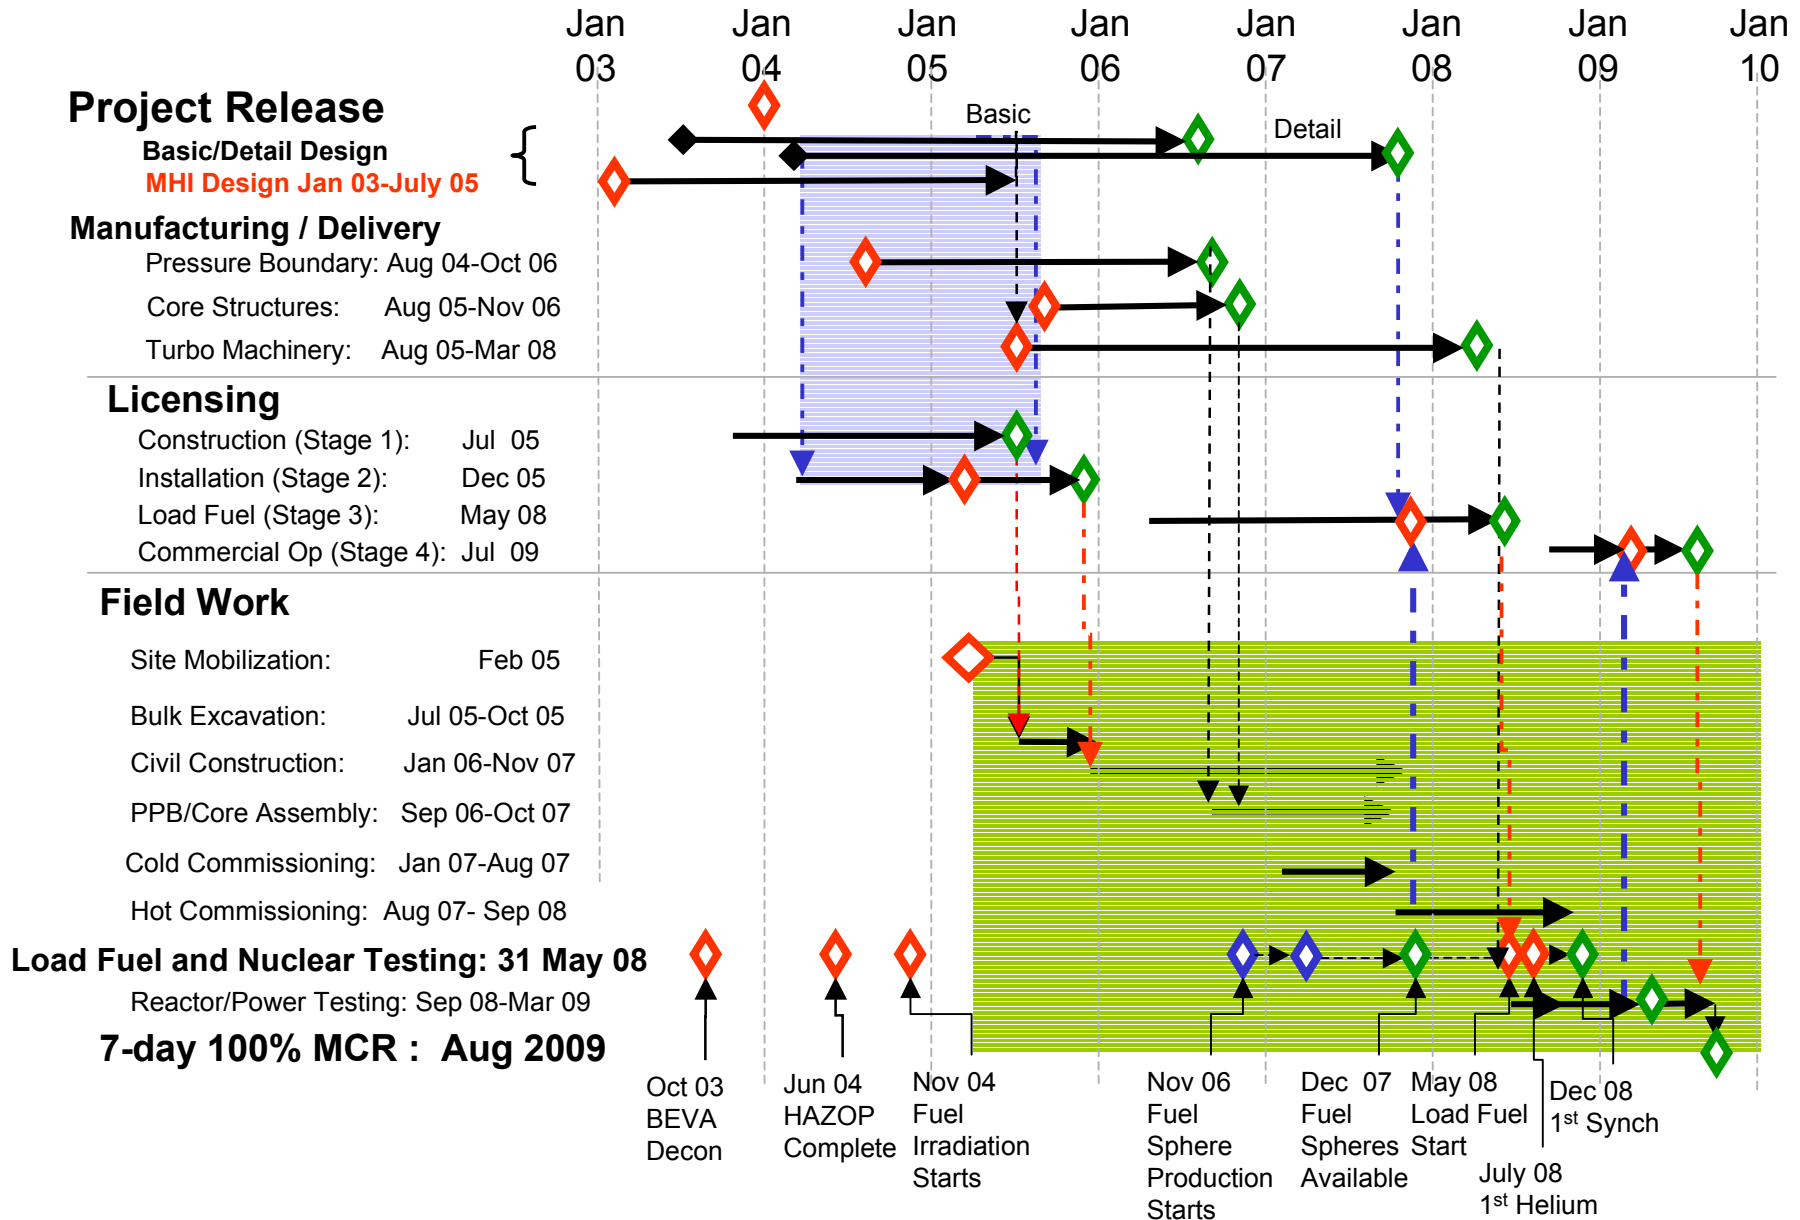 Jan Jan Jan Jan Jan Jan Jan Jan
03 04 05 06 07 08 09 10
Project Release
Basic
Detail
Basic/Detail Design
MHI Design Jan 03-July 05
Manufacturing / Delivery
Pressure Boundary: Aug 04-Oct 06
Core Structures: Aug 05-Nov 06
Turbo Machinery: Aug 05-Mar 08
Licensing
Construction (Stage 1): Jul 05
Installation (Stage 2): Dec 05
Load Fuel (Stage 3): May 08
Commercial Op (Stage 4): Jul 09
Field Work
Site Mobilization: Feb 05
Bulk Excavation: Jul 05-Oct 05
Civil Construction: Jan 06-Nov 07
PPB/Core Assembly: Sep 06-Oct 07
Cold Commissioning: Jan 07-Aug 07
Hot Commissioning: Aug 07- Sep 08
Load Fuel and Nuclear Testing: 31 May 08
Reactor/Power Testing: Sep 08-Mar 09
7-day 100% MCR : Aug 2009
Oct 03
BEVA
Decon
Jun 04
HAZOP
Complete
Nov 04
Fuel
Irradiation
Starts
Nov 06
Fuel
Sphere
Production
Starts
Dec 07
Fuel
Spheres
Available
May 08
Load Fuel
Start
July 08
1st Helium
Dec 08
1st Synch